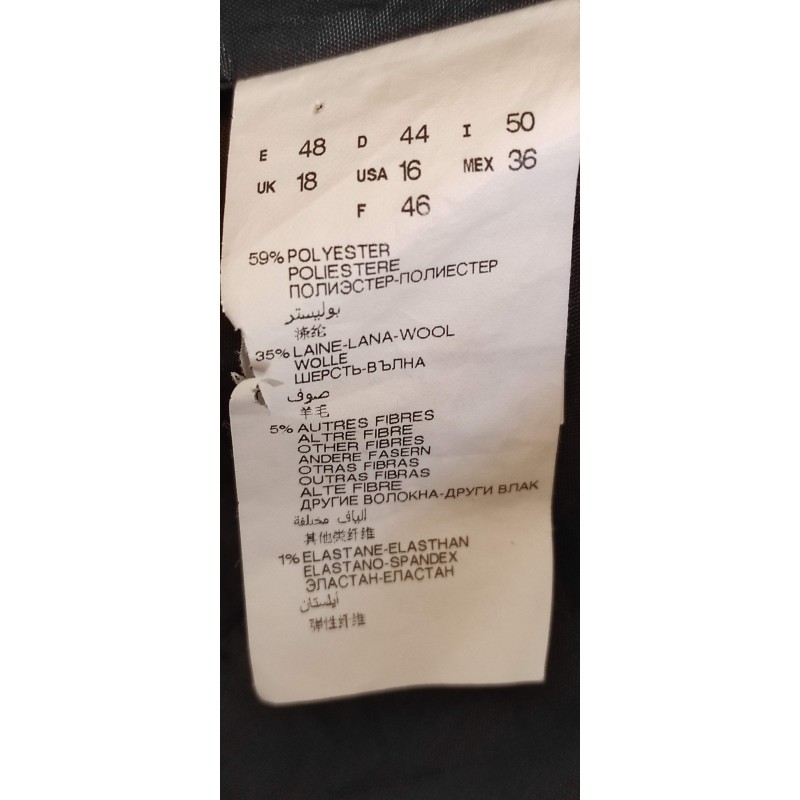 E 48 D 44 I 50
UK 18 USA 16 MEX 36
F 46
59% POLYESTER
POLIESTERE
ПОЛИЭСТЕР-ПОЛИЕСТЕР
بوليستر
涤纶
35% LAINE-LANA-WOOL
WOLLE
ШЕРСТЬ-ВЪЛНА
صوف
羊毛
5% AUTRES FIBRES
ALTRE FIBRE
OTHER FIBRES
ANDERE FASERN
OTRAS FIBRAS
OUTRAS FIBRAS
ALTE FIBRE
ДРУГИЕ ВОЛОКНА-ДРУГИ ВЛАК
الياف مختلفة
其他类纤维
1% ELASTANE-ELASTHAN
ELASTANO-SPANDEX
ЭЛАСТАН-ЕЛАСТАН
أيلستان
弹性纤维